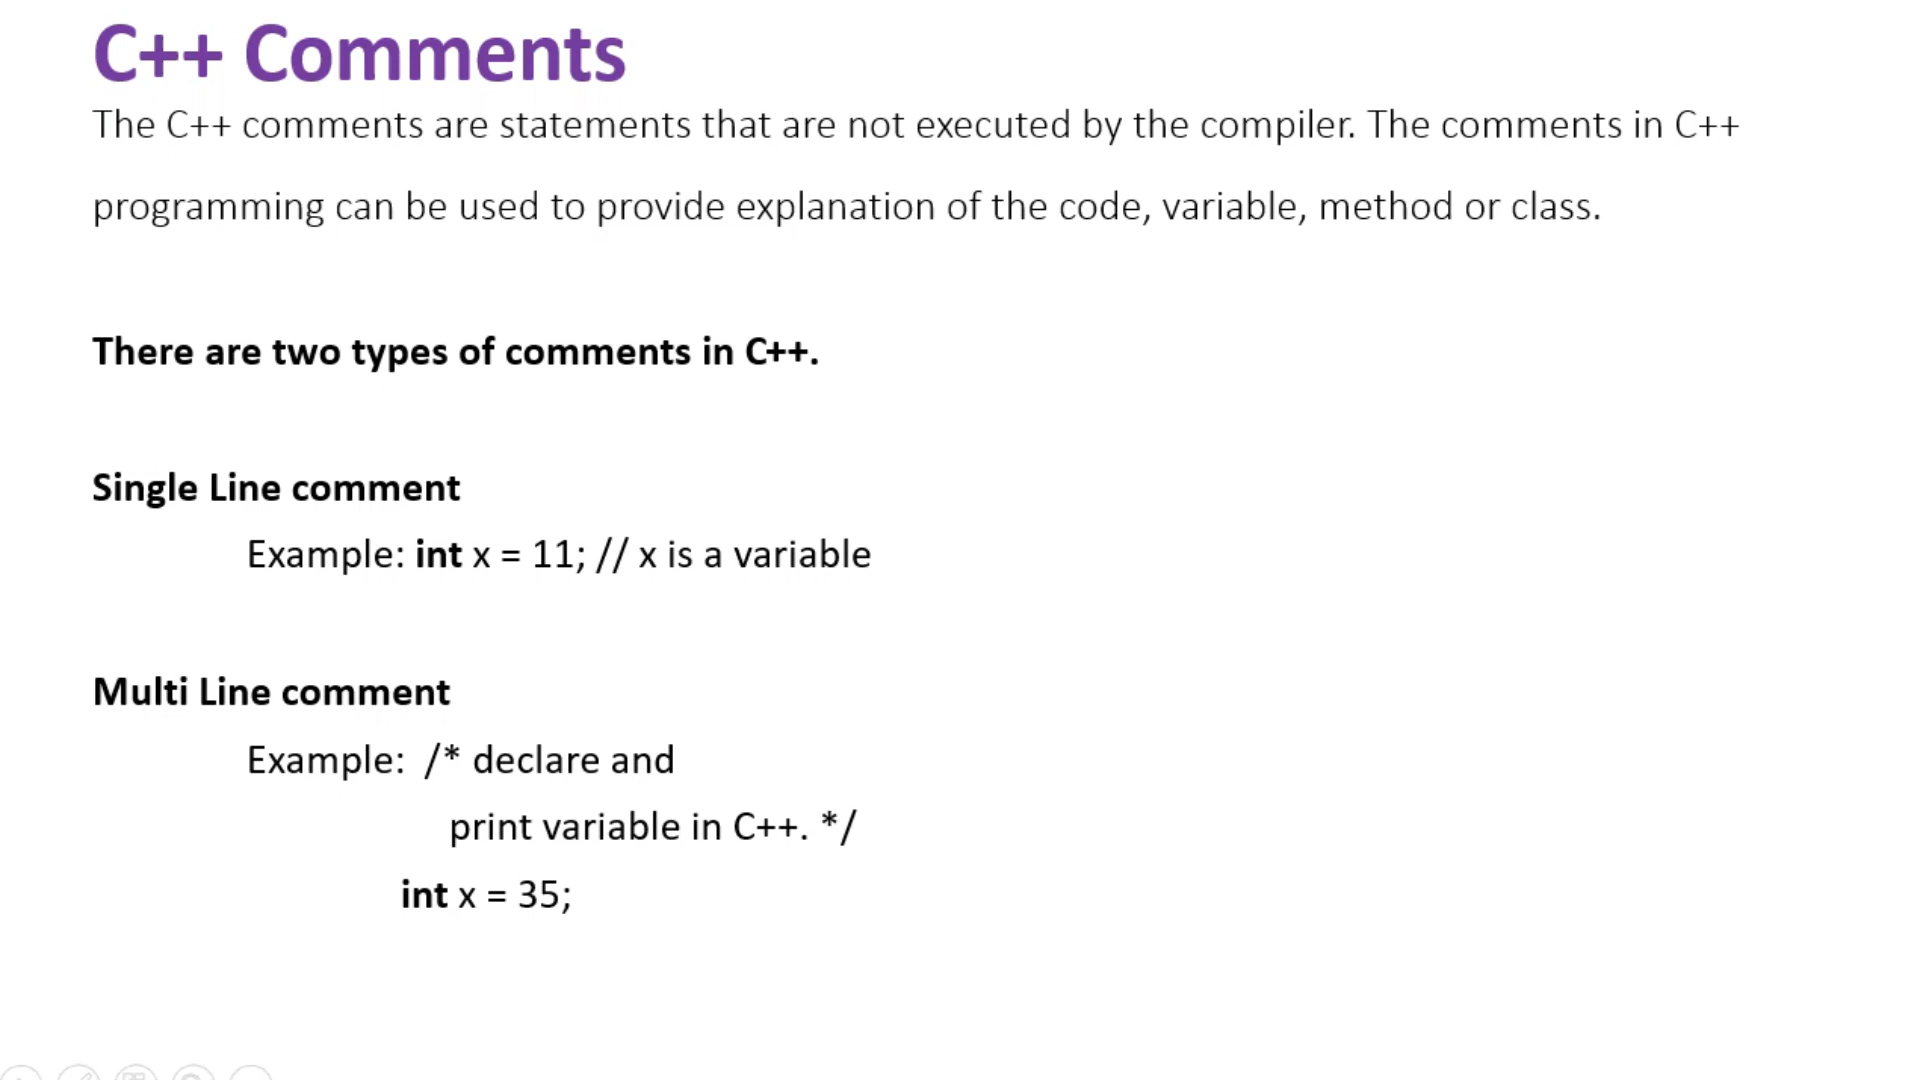 C++ Comments
The C++ comments are statements that are not executed by the compiler. The comments in C++
programming can be used to provide explanation of the code, variable, method or class.
There are two types of comments in C++.
Single Line comment
Example: int x = 11; // x is a variable
Multi Line comment
Example: /* declare and
print variable in C++. */
int x = 35;